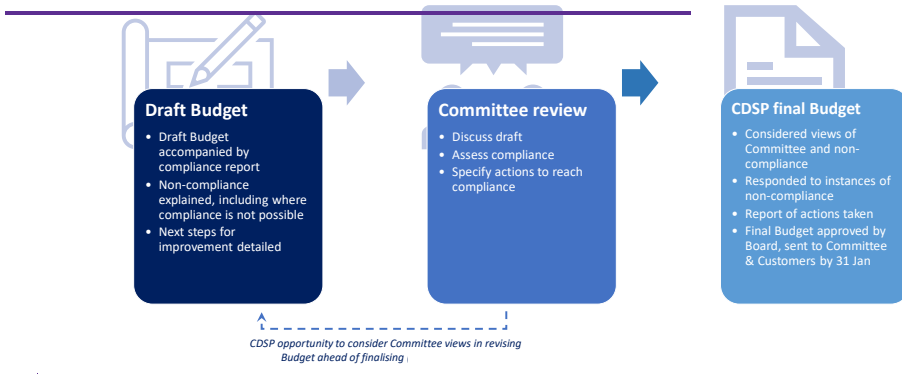 Draft Budget
• Draft Budget
accompanied by
compliance report
• Non-compliance
explained, including where
compliance is not possible
• Next steps for
improvement detailed
Committee review
• Discuss draft
• Assess compliance
• Specify actions to reach
compliance
CDSP final Budget
• Considered views of
Committee and non-
compliance
• Responded to instances of
non-compliance
• Report of actions taken
• Final Budget approved by
Board, sent to Committee
& Customers by 31 Jan
CDSP opportunity to consider Committee views in revising
Budget ahead of finalising